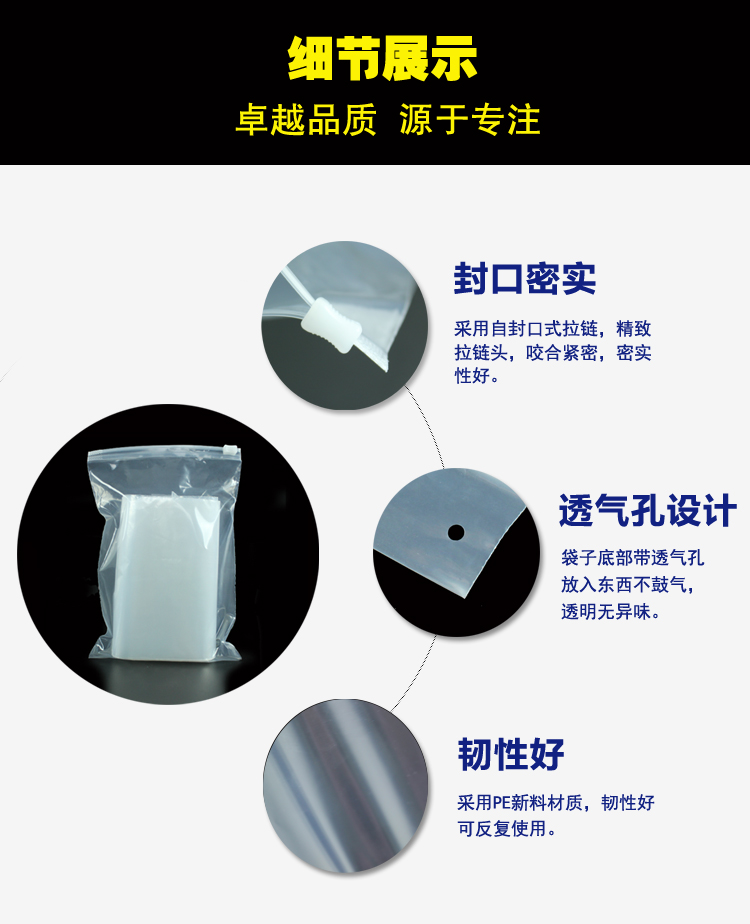 细节展示
卓越品质 源于专注
封口密实
采用自封口式拉链，精致
拉链头，咬合紧密，密实
性好。
透气孔设计
袋子底部带透气孔
放入东西不鼓气，
透明无异味。
韧性好
采用PE新料材质，韧性好
可反复使用。